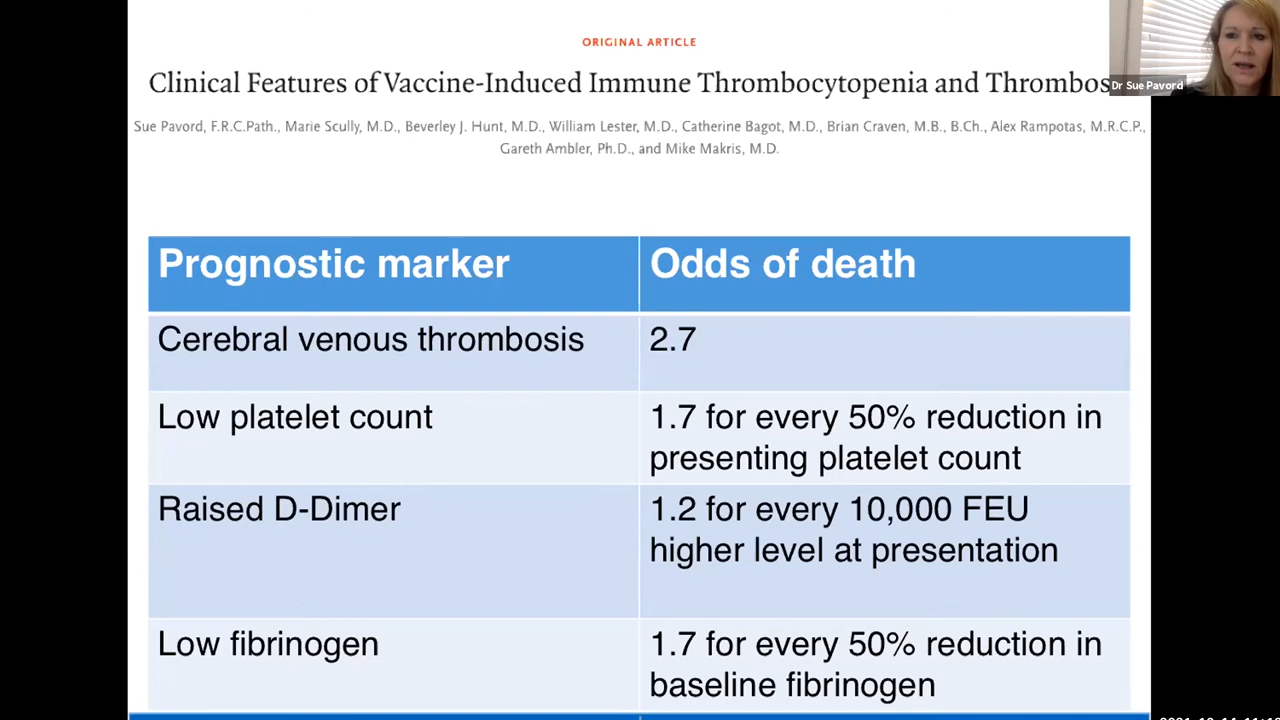 ORIGINAL ARTICLE
Clinical Features of Vaccine-Induced Immune Thrombocytopenia and Thrombos
Dr Sue Pavord
Sue Pavord, F.R.C.Path., Marie Scully, M.D., Beverley J. Hunt, M.D., William Lester, M.D., Catherine Bagot, M.D., Brian Craven, M.B., B.Ch., Alex Rampotas, M.R.C.P.,
Gareth Ambler, Ph.D., and Mike Makris, M.D.
Prognostic marker
Odds of death
Cerebral venous thrombosis
2.7
Low platelet count
1.7 for every 50% reduction in
presenting platelet count
Raised D-Dimer
1.2 for every 10,000 FEU
higher level at presentation
Low fibrinogen
1.7 for every 50% reduction in
baseline fibrinogen